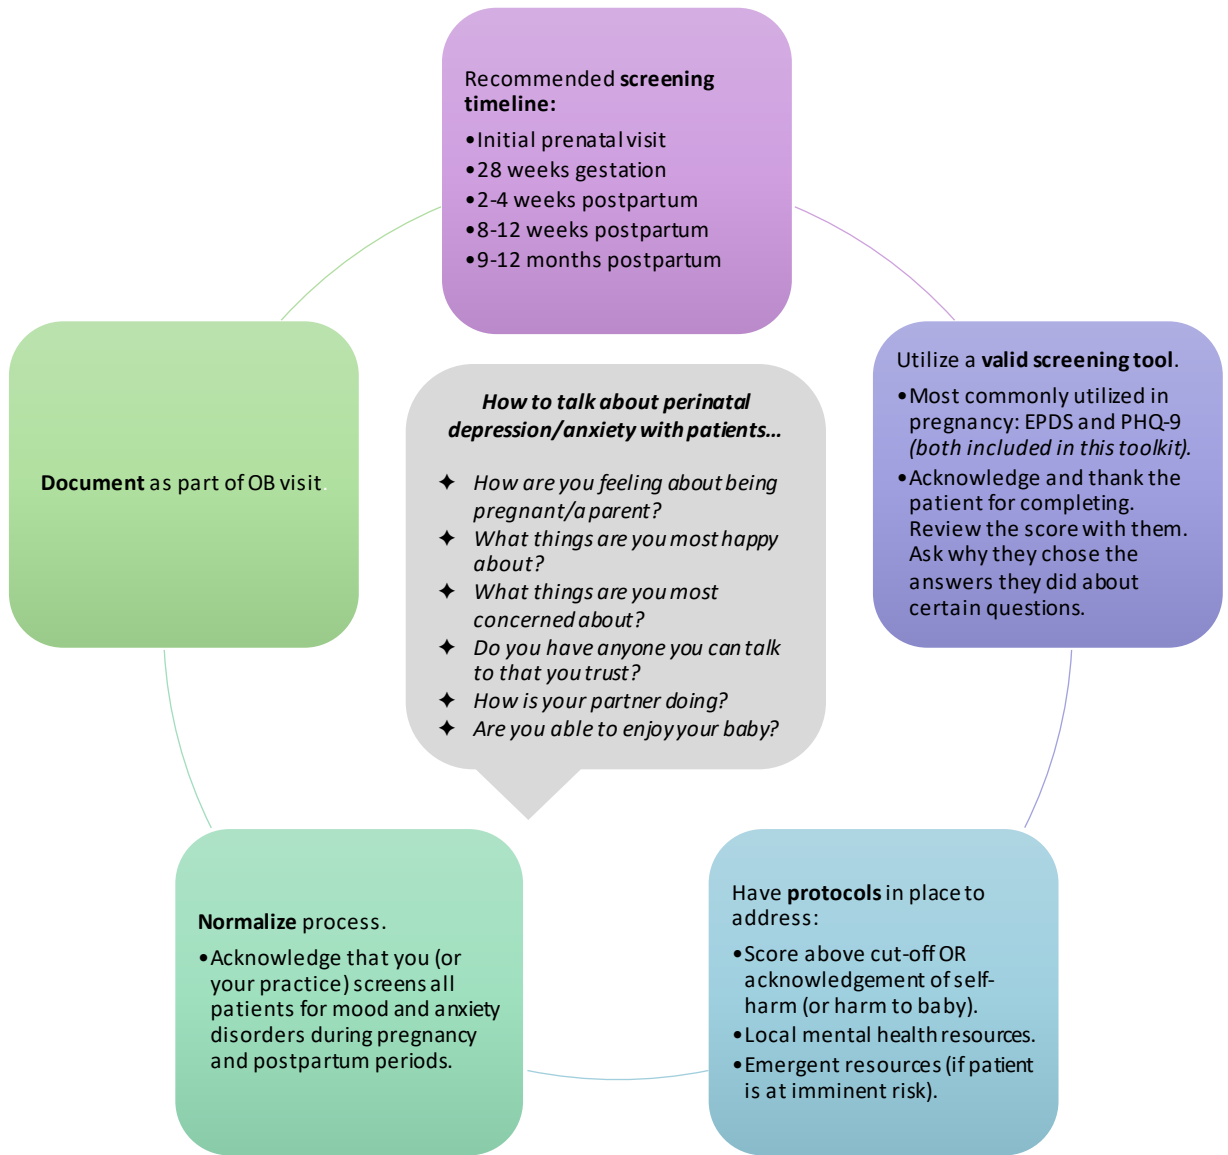 Recommended screening
timeline:
•Initial prenatal visit
•28 weeks gestation
•2-4 weeks postpartum
•8-12 weeks postpartum
•9-12 months postpartum
Utilize a valid screening tool.
•Most commonly utilized in
pregnancy: EPDS and PHQ-9
(both included in this toolkit).
•Acknowledge and thank the
patient for completing.
Review the score with them.
Ask why they chose the
answers they did about
certain questions.
Have protocols in place to
address:
•Score above cut-off OR
acknowledgement of self-
harm (or harm to baby).
•Local mental health resources.
•Emergent resources (if patient
is at imminent risk).
Normalize process.
•Acknowledge that you (or
your practice) screens all
patients for mood and anxiety
disorders during pregnancy
and postpartum periods.
Document as part of OB visit.
How to talk about perinatal
depression/anxiety with patients...
✦ How are you feeling about being
pregnant/a parent?
✦ What things are you most happy
about?
✦ What things are you most
concerned about?
✦ Do you have anyone you can talk
to that you trust?
✦ How is your partner doing?
✦ Are you able to enjoy your baby?